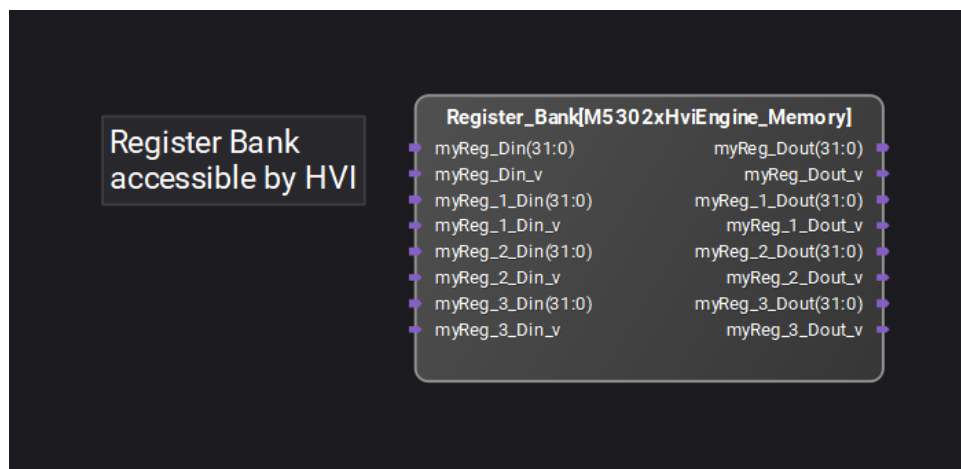 Register Bank
accessible by HVI
Register_Bank[M5302xHviEngine_Memory]
myReg_Din(31:0) myReg_Dout(31:0)
myReg_Din_v myReg_Dout_v
myReg_1_Din(31:0) myReg_1_Dout(31:0)
myReg_1_Din_v myReg_1_Dout_v
myReg_2_Din(31:0) myReg_2_Dout(31:0)
myReg_2_Din_v myReg_2_Dout_v
myReg_3_Din(31:0) myReg_3_Dout(31:0)
myReg_3_Din_v myReg_3_Dout_v